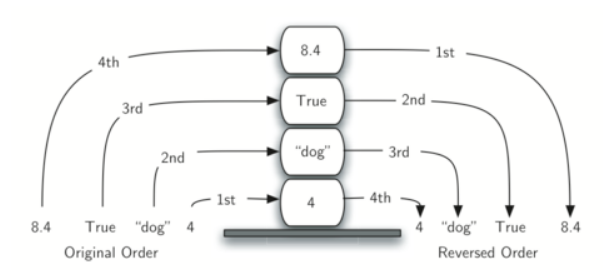 8.4
4th
1st
True
3rd
2nd
"dog"
2nd
3rd
4
1st
4th
8.4 True "dog" 4
4 "dog" True 8.4
Original Order
Reversed Order